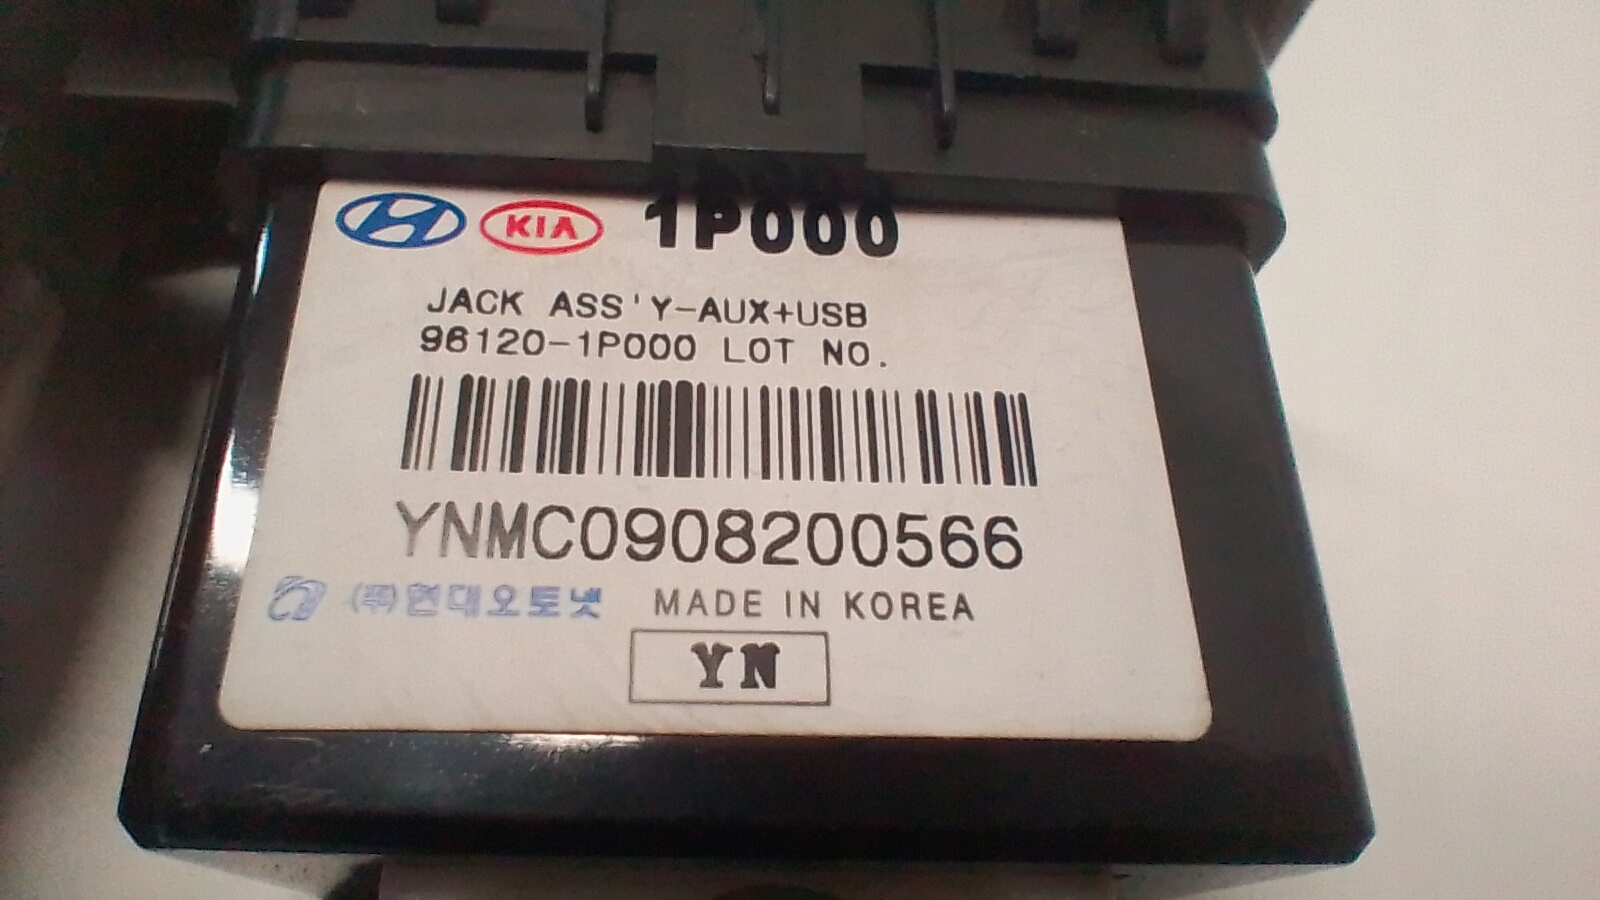 KIA 1P000
JACK ASS'Y-AUX+USB
96120-1P000 LOT NO.
YNMC0908200566
(주)현대오토넷 MADE IN KOREA
YN